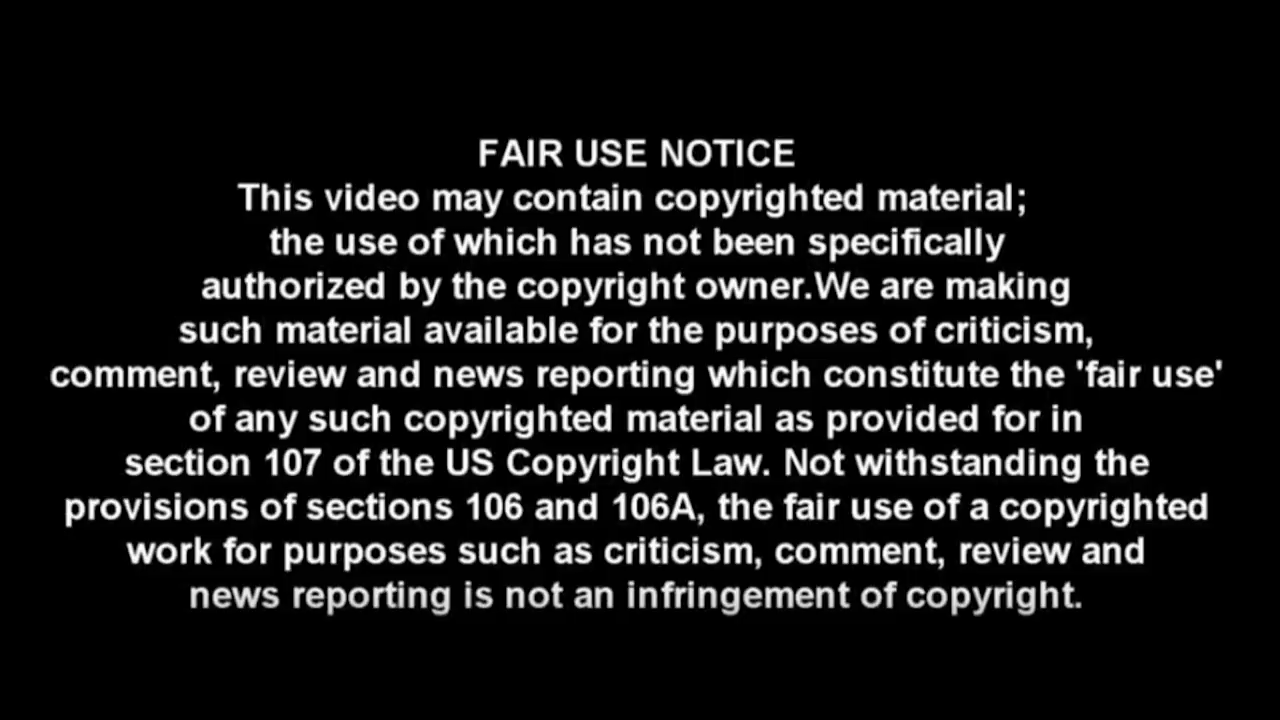 FAIR USE NOTICE
This video may contain copyrighted material;
the use of which has not been specifically
authorized by the copyright owner.We are making
such material available for the purposes of criticism,
comment, review and news reporting which constitute the 'fair use'
of any such copyrighted material as provided for in
section 107 of the US Copyright Law. Not withstanding the
provisions of sections 106 and 106A, the fair use of a copyrighted
work for purposes such as criticism, comment, review and
news reporting is not an infringement of copyright.